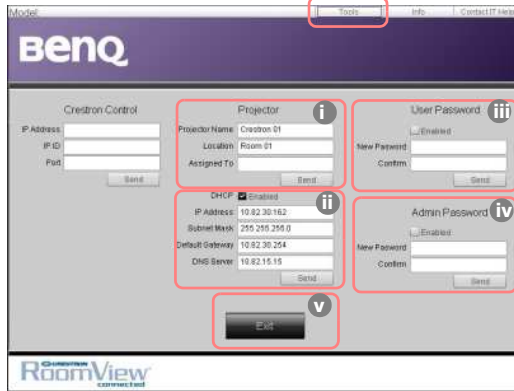 Model:
Tools Info Contact IT Help
BenQ
Crestron Control
IP Address
IP ID
Port
Send
Projector i
Projector Name Crestron 01
Location Room 01
Assigned To
Send
DHCP Enabled ii
IP Address 10.82.30.162
Subnet Mask 255.255.255.0
Default Gateway 10.82.30.254
DNS Server 10.82.15.15
Send
User Password iii
Enabled
New Password
Confirm
Send
Admin Password iv
Enabled
New Password
Confirm
Send
v
Exit
CRESTRON
RoomView
connected